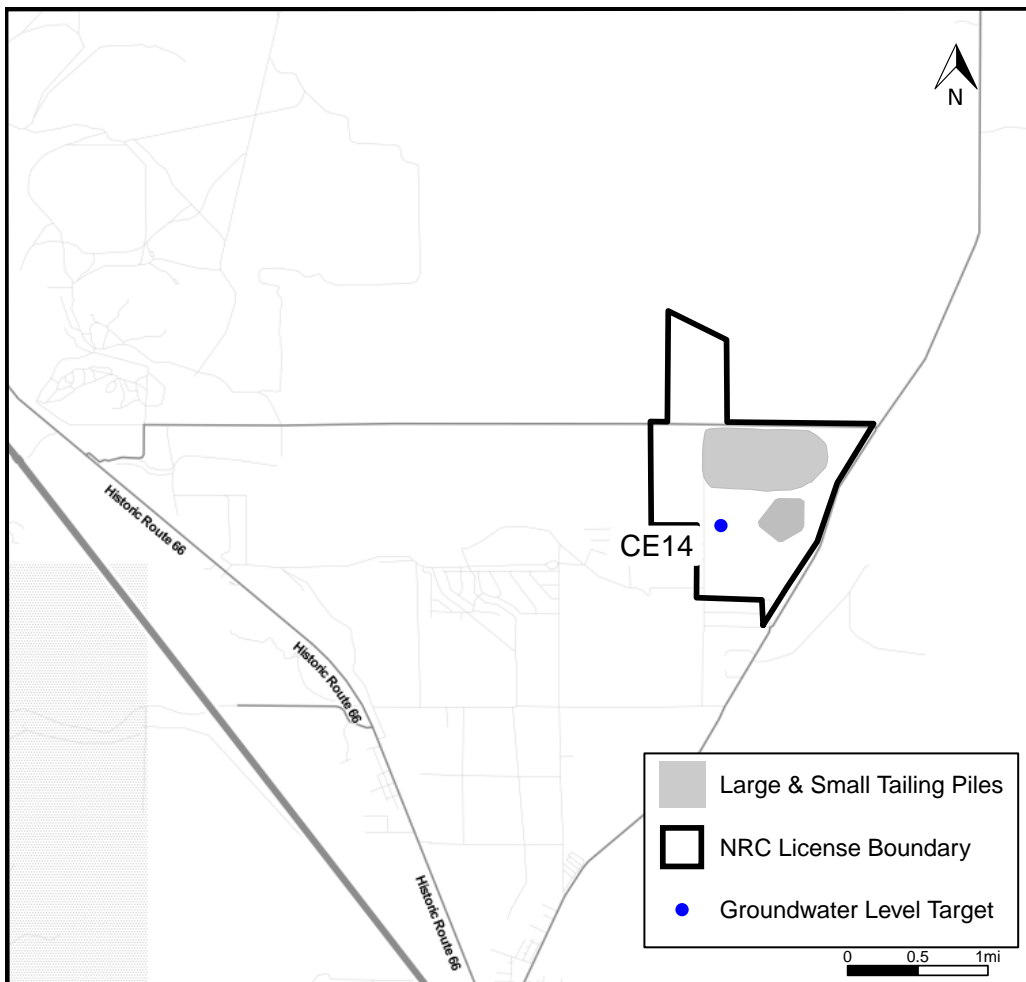 N
Historic Route 66
CE14
Historic Route 66
Historic Route 66
Large & Small Tailing Piles
NRC License Boundary
Groundwater Level Target
0 0.5 1mi